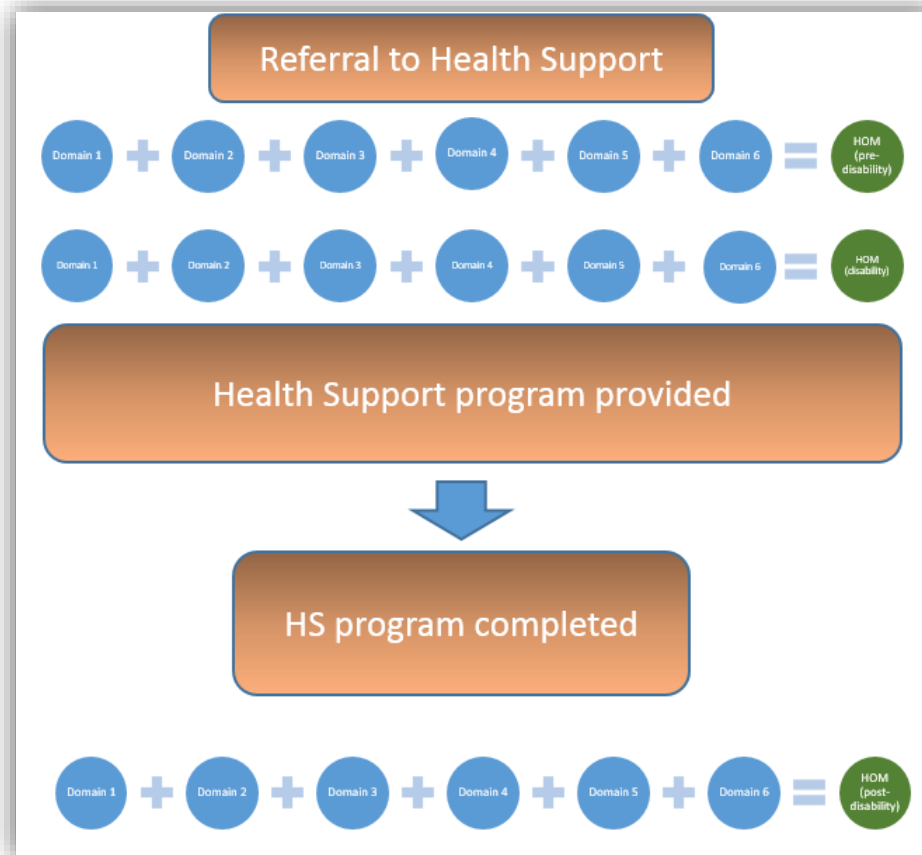 Referral to Health Support
Domain 1 + Domain 2 + Domain 3 + Domain 4 + Domain 5 + Domain 6 = HOM
(pre-
disability)
Domain 1 + Domain 2 + Domain 3 + Domain 4 + Domain 5 + Domain 6 = HOM
(disability)
Health Support program provided
HS program completed
Domain 1 + Domain 2 + Domain 3 + Domain 4 + Domain 5 + Domain 6 = HOM
(post-
disability)